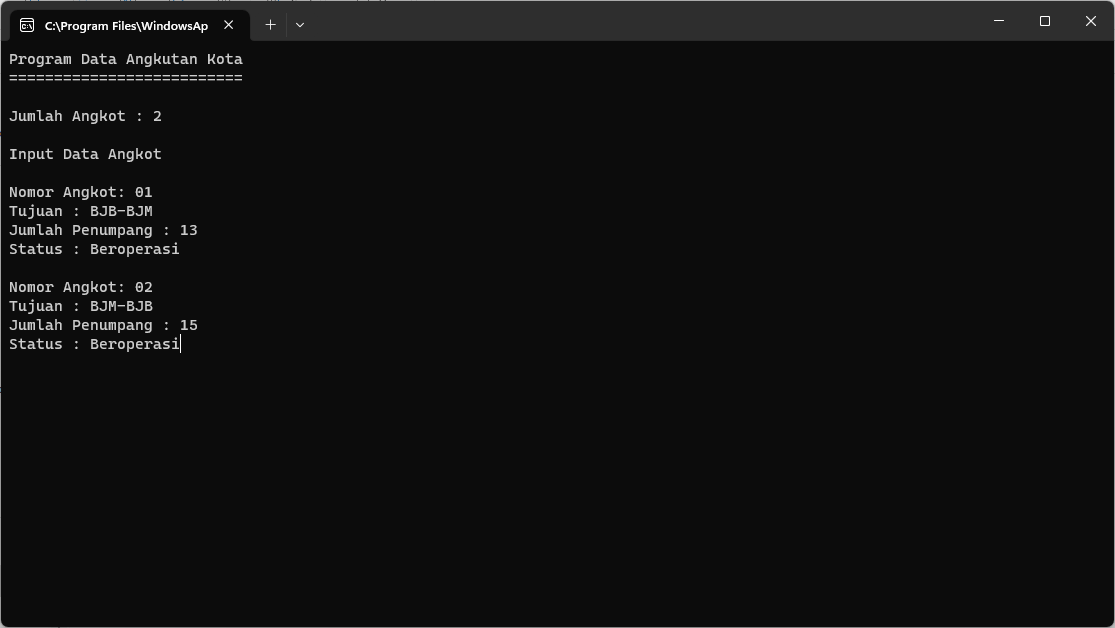 C:\Program Files\WindowsAp
Program Data Angkutan Kota
==========================
Jumlah Angkot : 2
Input Data Angkot
Nomor Angkot: 01
Tujuan : BJB-BJM
Jumlah Penumpang : 13
Status : Beroperasi
Nomor Angkot: 02
Tujuan : BJM-BJB
Jumlah Penumpang : 15
Status : Beroperasi